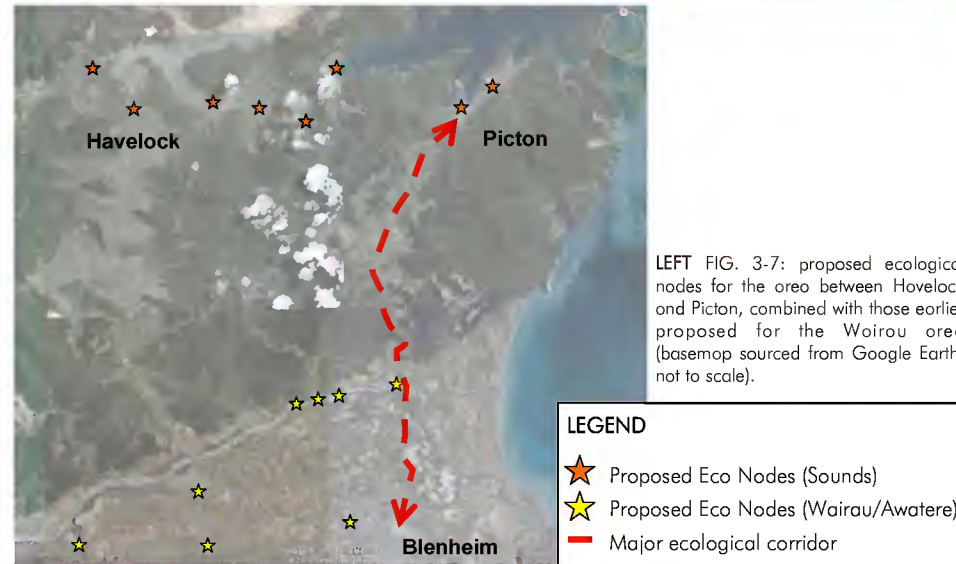 Havelock
Picton
Blenheim
LEFT FIG. 3-7: proposed ecologica
nodes for the oreo between Hoveloc
ond Picton, combined with those eorlie
proposed for the Woirou ore
(basemop sourced from Google Earth
not to scale).
LEGEND
Proposed Eco Nodes (Sounds)
Proposed Eco Nodes (Wairau/Awatere)
Major ecological corridor